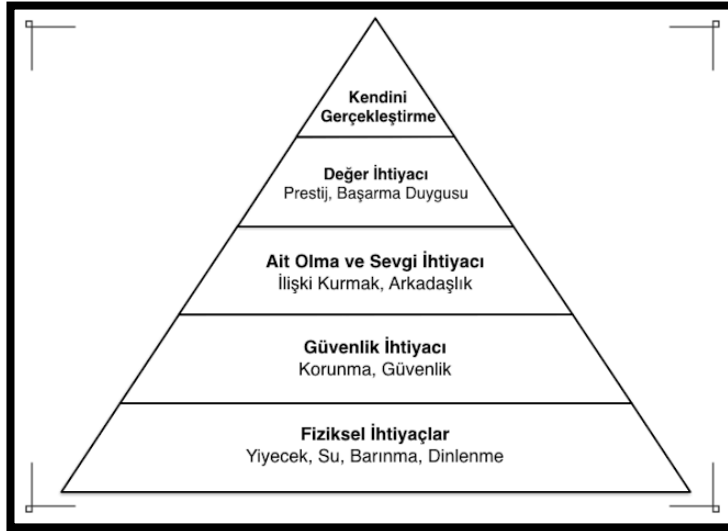 Kendini
Gerçekleştirme
Değer İhtiyacı
Prestij, Başarma Duygusu
Ait Olma ve Sevgi İhtiyacı
İlişki Kurmak, Arkadaşlık
Güvenlik İhtiyacı
Korunma, Güvenlik
Fiziksel İhtiyaçlar
Yiyecek, Su, Barınma, Dinlenme